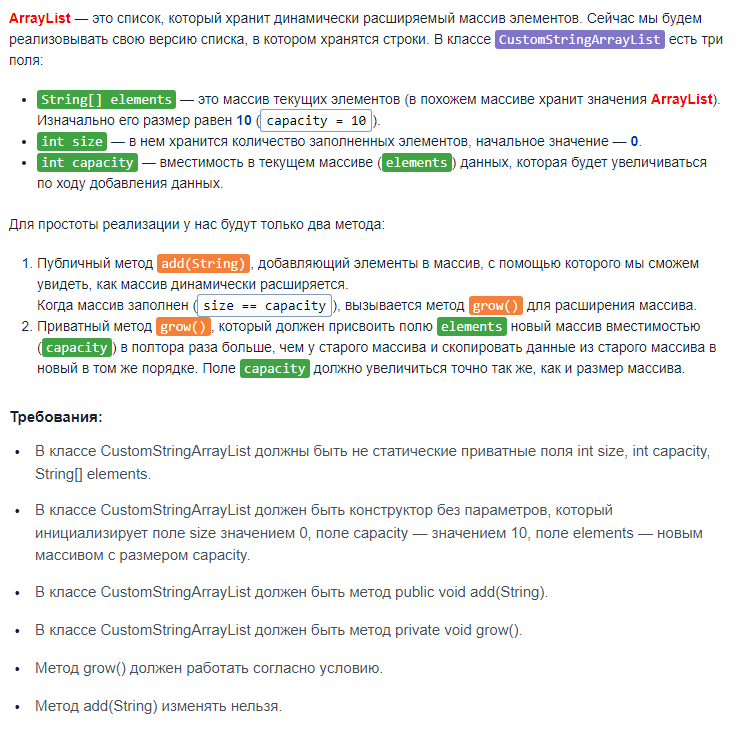 ArrayList — это список, который хранит динамически расширяемый массив элементов. Сейчас мы будем
реализовывать свою версию списка, в котором хранятся строки. В классе CustomStringArrayList есть три
поля:
• String[] elements — это массив текущих элементов (в похожем массиве хранит значения ArrayList).
Изначально его размер равен 10 ( capacity = 10 ).
• int size — в нем хранится количество заполненных элементов, начальное значение — 0.
• int capacity — вместимость в текущем массиве ( elements ) данных, которая будет увеличиваться
по ходу добавления данных.
Для простоты реализации у нас будут только два метода:
1. Публичный метод add(String) , добавляющий элементы в массив, с помощью которого мы сможем
увидеть, как массив динамически расширяется.
Когда массив заполнен ( size == capacity ), вызывается метод grow() для расширения массива.
2. Приватный метод grow() , который должен присвоить полю elements новый массив вместимостью
( capacity ) в полтора раза больше, чем у старого массива и скопировать данные из старого массива в
новый в том же порядке. Поле capacity должно увеличиться точно так же, как и размер массива.
Требования:
• В классе CustomStringArrayList должны быть не статические приватные поля int size, int capacity,
String[] elements.
• В классе CustomStringArrayList должен быть конструктор без параметров, который
инициализирует поле size значением 0, поле capacity — значением 10, поле elements — новым
массивом с размером capacity.
• В классе CustomStringArrayList должен быть метод public void add(String).
• В классе CustomStringArrayList должен быть метод private void grow().
• Метод grow() должен работать согласно условию.
• Метод add(String) изменять нельзя.